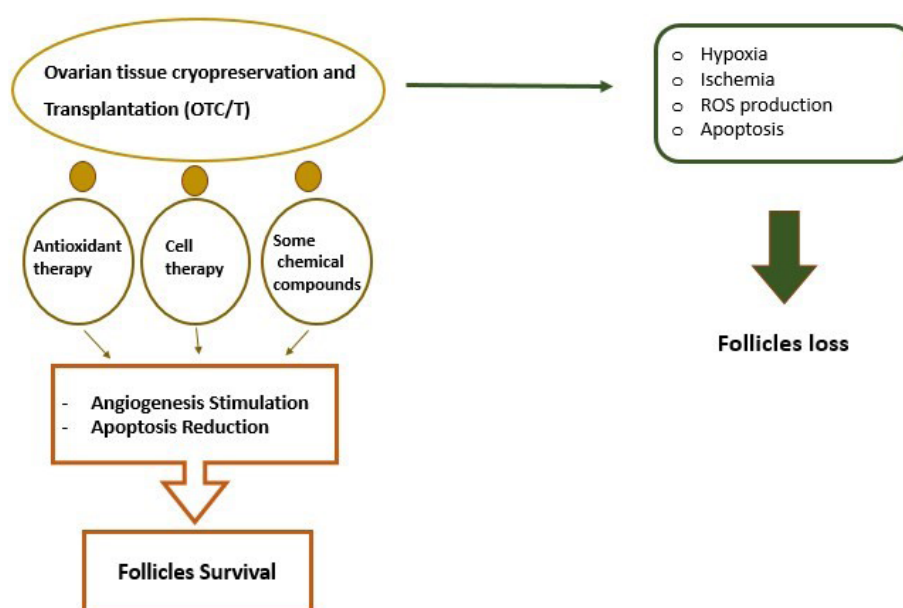 Ovarian tissue cryopreservation and
Transplantation (OTC/T)
o Hypoxia
o Ischemia
o ROS production
o Apoptosis
Antioxidant
therapy
Cell
therapy
Some
chemical
compounds
Follicles loss
- Angiogenesis Stimulation
- Apoptosis Reduction
Follicles Survival